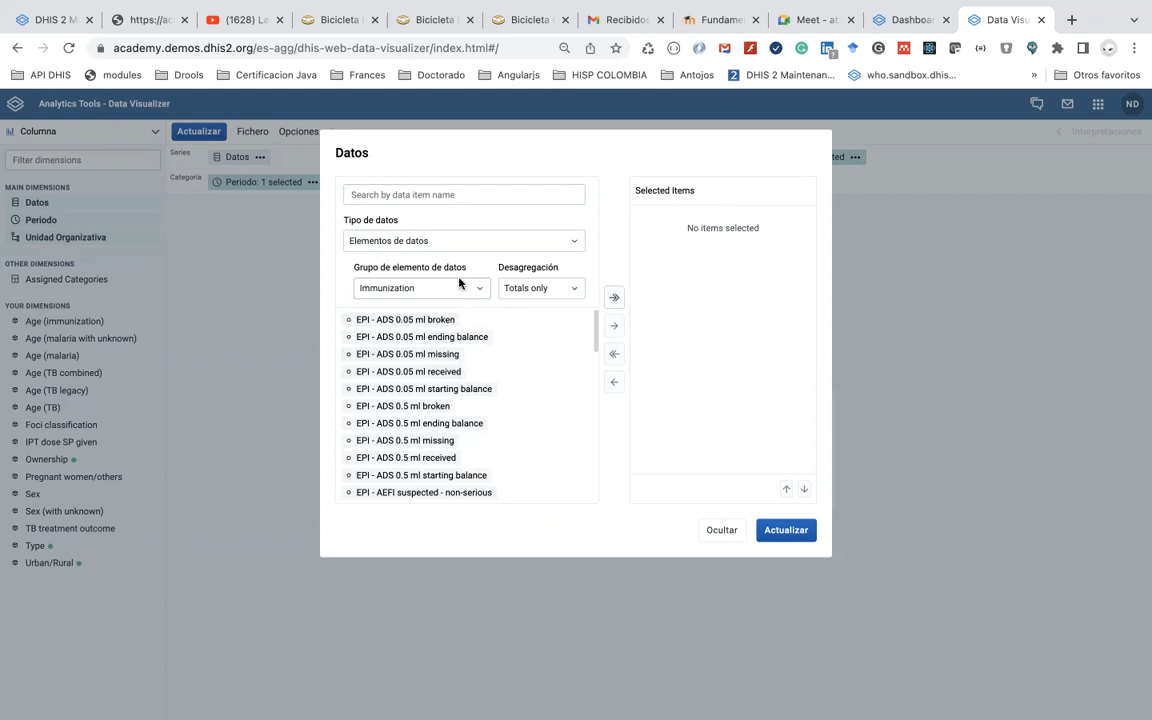 DHIS 2 M
https://ac
(1628) La
Bicicleta
Bicicleta
Bicicleta
Recibidos
Fundame
Meet - at
Dashboar
Data Visu
academy.demos.dhis2.org/es-agg/dhis-web-data-visualizer/index.html#/
API DHIS
modules
Drools
Certificacion Java
Frances
Doctorado
Angularjs
HISP COLOMBIA
Antojos
DHIS 2 Maintenan...
who.sandbox.dhis...
»
Otros favoritos
Analytics Tools - Data Visualizer
ND
Columna
Actualizar
Fichero
Opciones
Interpretaciones
Filter dimensions
Series
Datos
ted
Categoria
Periodo: 1 selected
MAIN DIMENSIONS
Datos
Periodo
Unidad Organizativa
OTHER DIMENSIONS
Assigned Categories
YOUR DIMENSIONS
Age (immunization)
Age (malaria with unknown)
Age (malaria)
Age (TB combined)
Age (TB legacy)
Age (TB)
Foci classification
IPT dose SP given
Ownership
Pregnant women/others
Sex
Sex (with unknown)
TB treatment outcome
Type
Urban/Rural
Datos
Search by data item name
Tipo de datos
Elementos de datos
Grupo de elemento de datos
Desagregación
Immunization
Totals only
EPI - ADS 0.05 ml broken
EPI - ADS 0.05 ml ending balance
EPI - ADS 0.05 ml missing
EPI - ADS 0.05 ml received
EPI - ADS 0.05 ml starting balance
EPI - ADS 0.5 ml broken
EPI - ADS 0.5 ml ending balance
EPI - ADS 0.5 ml missing
EPI - ADS 0.5 ml received
EPI - ADS 0.5 ml starting balance
EPI - AEFI suspected - non-serious
Selected Items
No items selected
Ocultar
Actualizar